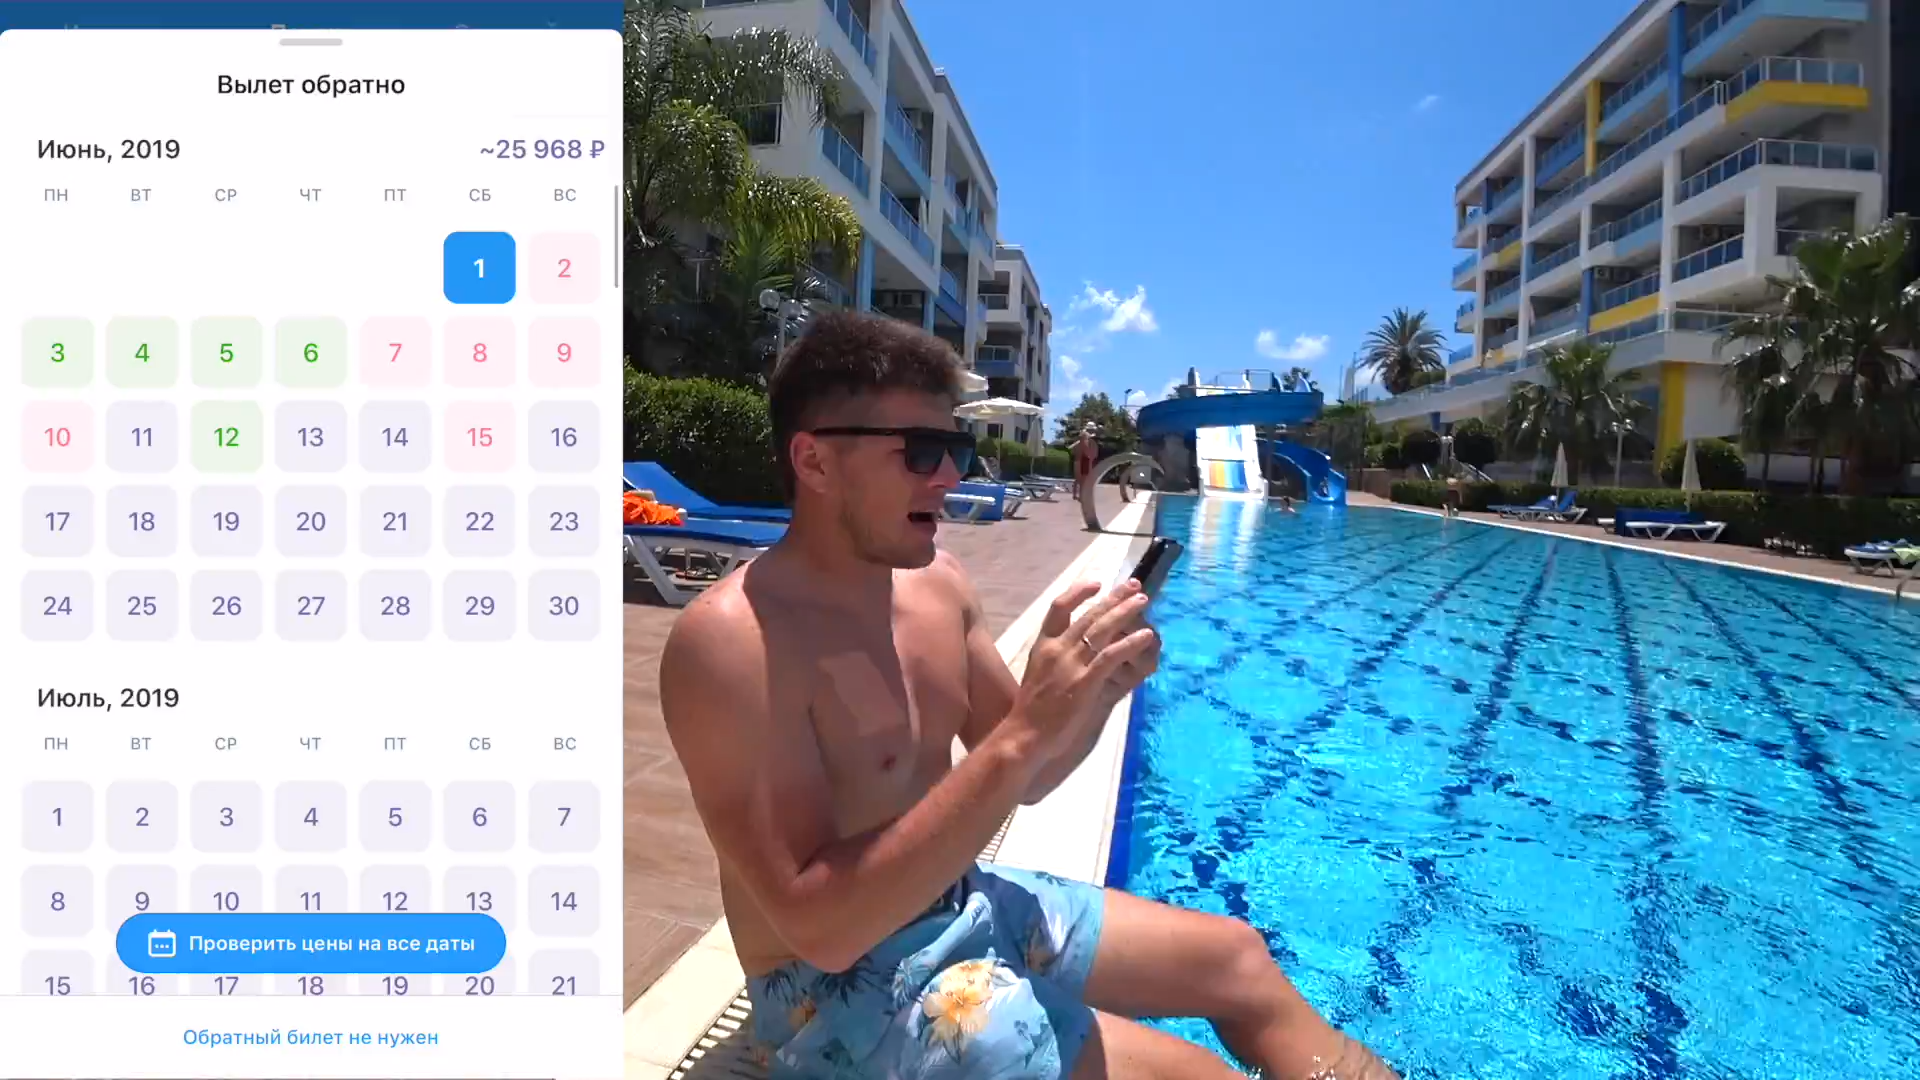 Вылет обратно
Июнь, 2019 ~25 968 ₽
ПН ВТ СР ЧТ ПТ СБ ВС
1 2
3 4 5 6 7 8 9
10 11 12 13 14 15 16
17 18 19 20 21 22 23
24 25 26 27 28 29 30
Июль, 2019
ПН ВТ СР ЧТ ПТ СБ ВС
1 2 3 4 5 6 7
8 9 10 11 12 13 14
Проверить цены на все даты
15 16 17 18 19 20 21
Обратный билет не нужен